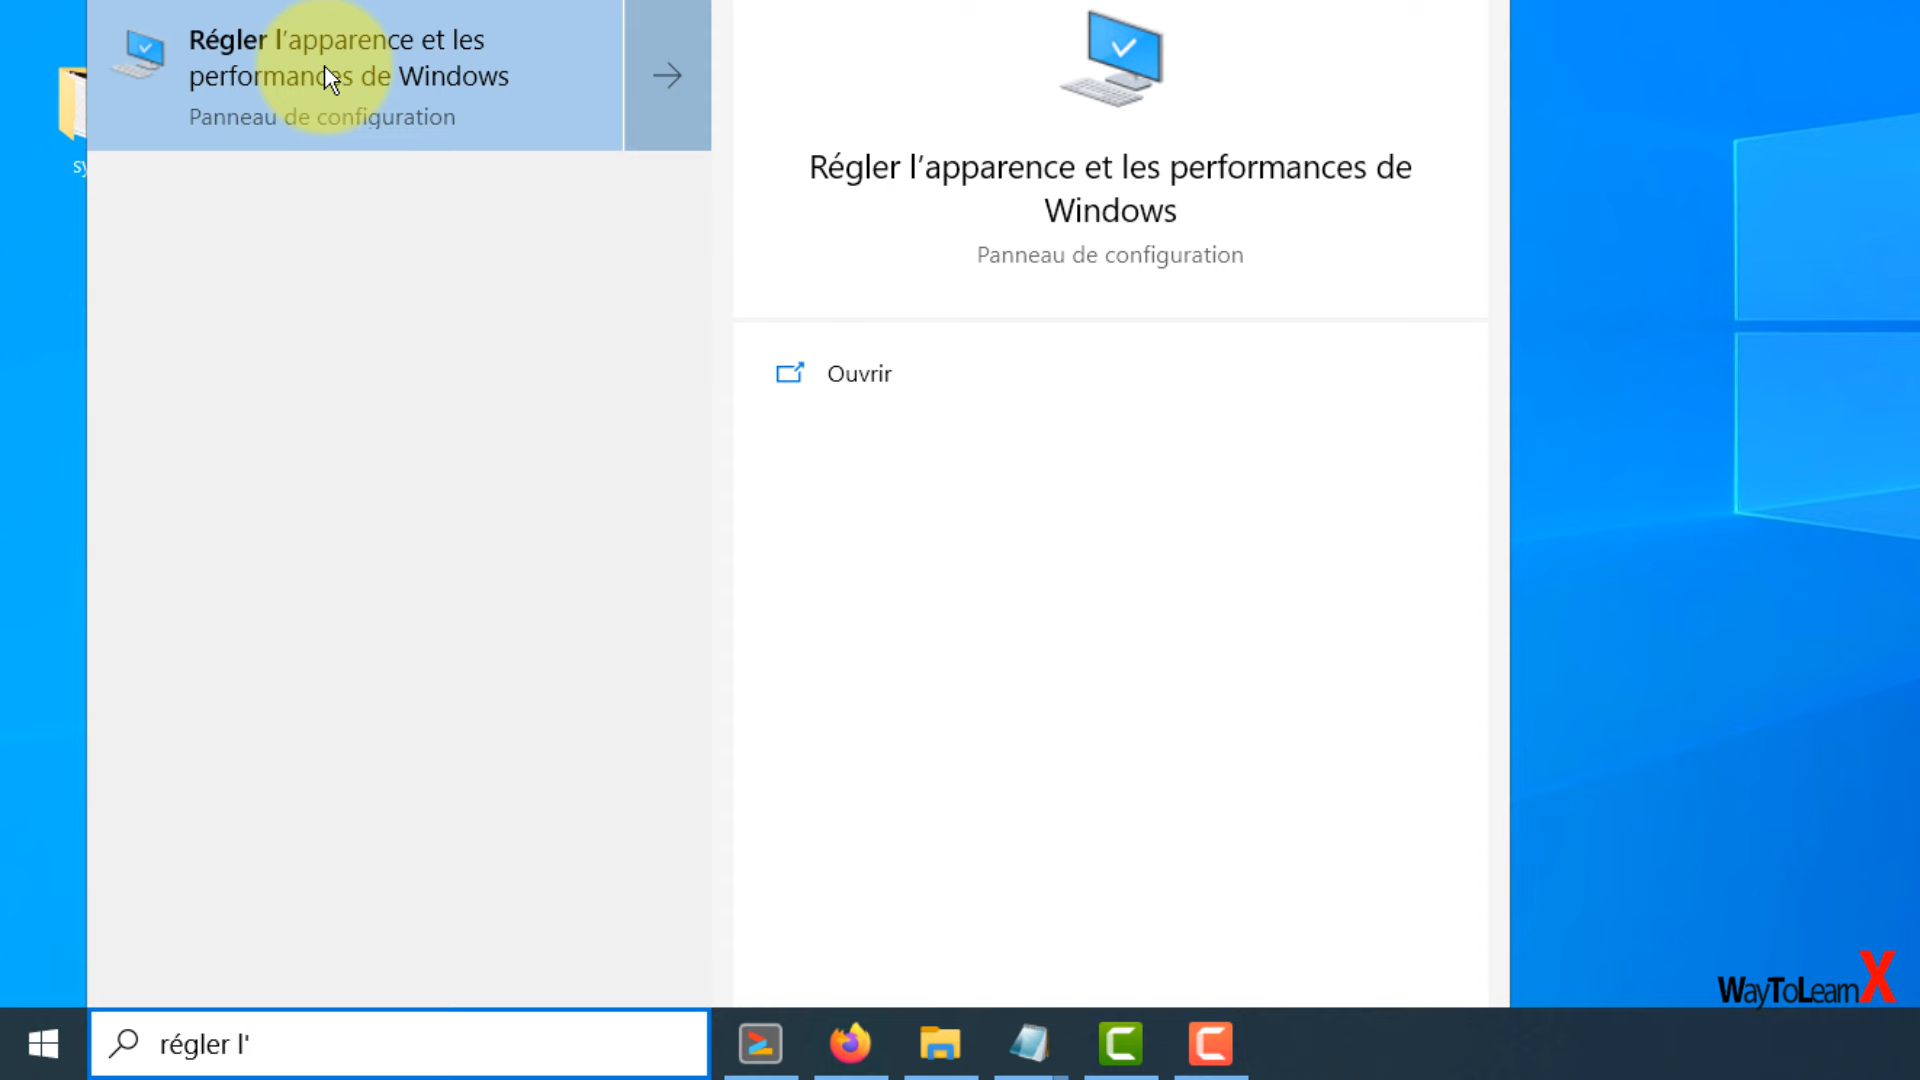 Régler l’apparence et les
performances de Windows
Panneau de configuration
sy
Régler l’apparence et les performances de
Windows
Panneau de configuration
Ouvrir
WayToLearnX
régler l'